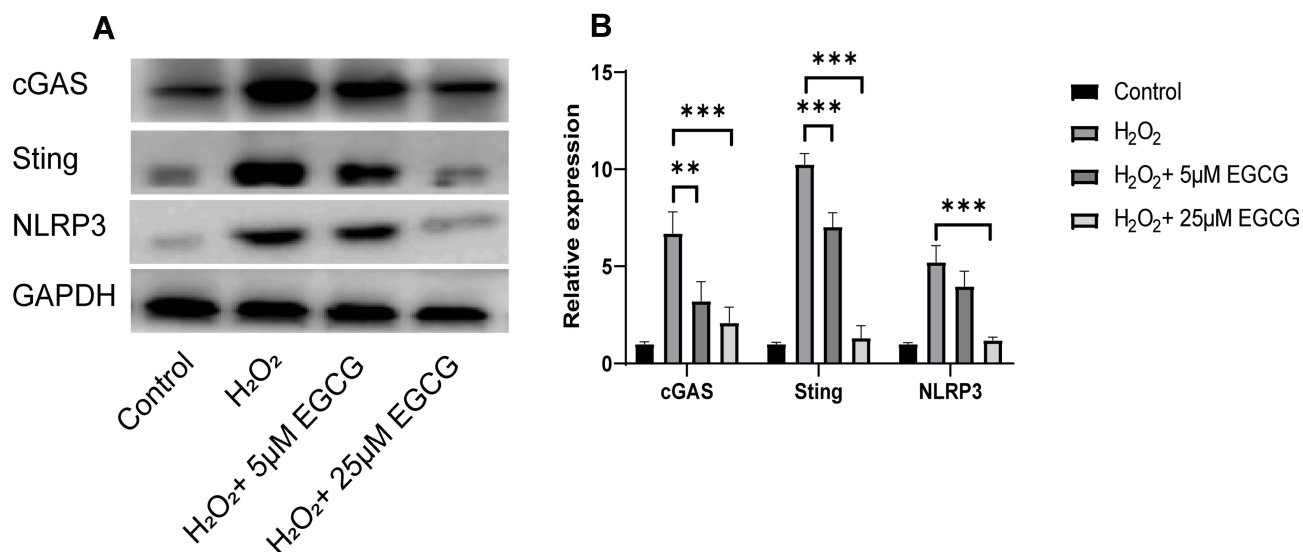 A
cGAS
Sting
NLRP3
GAPDH
Control
H₂O₂
H₂O₂+ 5µM EGCG
H₂O₂+ 25µM EGCG
B
Relative expression
15
10
5
0
**
***
***
***
***
cGAS
Sting
NLRP3
Control
H₂O₂
H₂O₂+ 5µM EGCG
H₂O₂+ 25µM EGCG